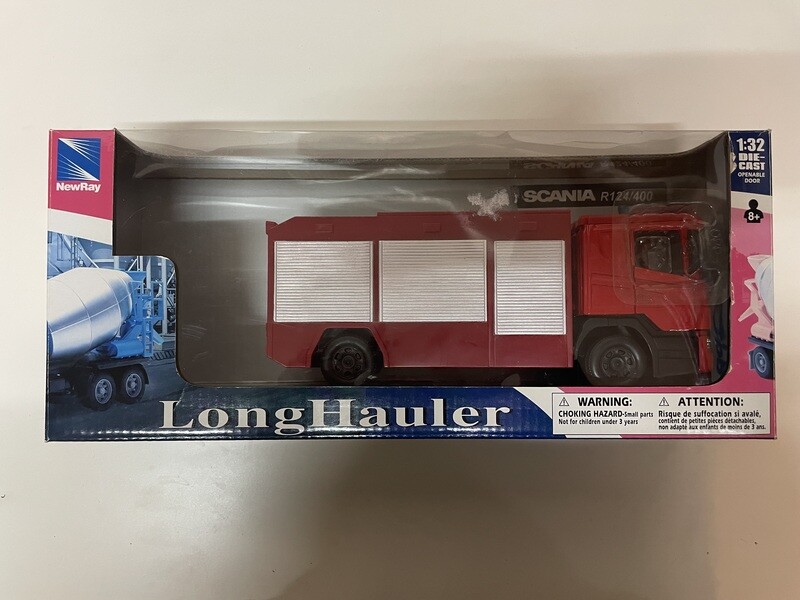 NewRay
1:32
DIE-
CAST
OPENABLE
DOOR
8+
SCANIA R124/400
LongHauler
WARNING:
CHOKING HAZARD-Small parts
Not for children under 3 years
ATTENTION:
Risque de suffocation si avalé,
contient de petites pièces détachables,
non adapté aux enfants de moins de 3 ans.